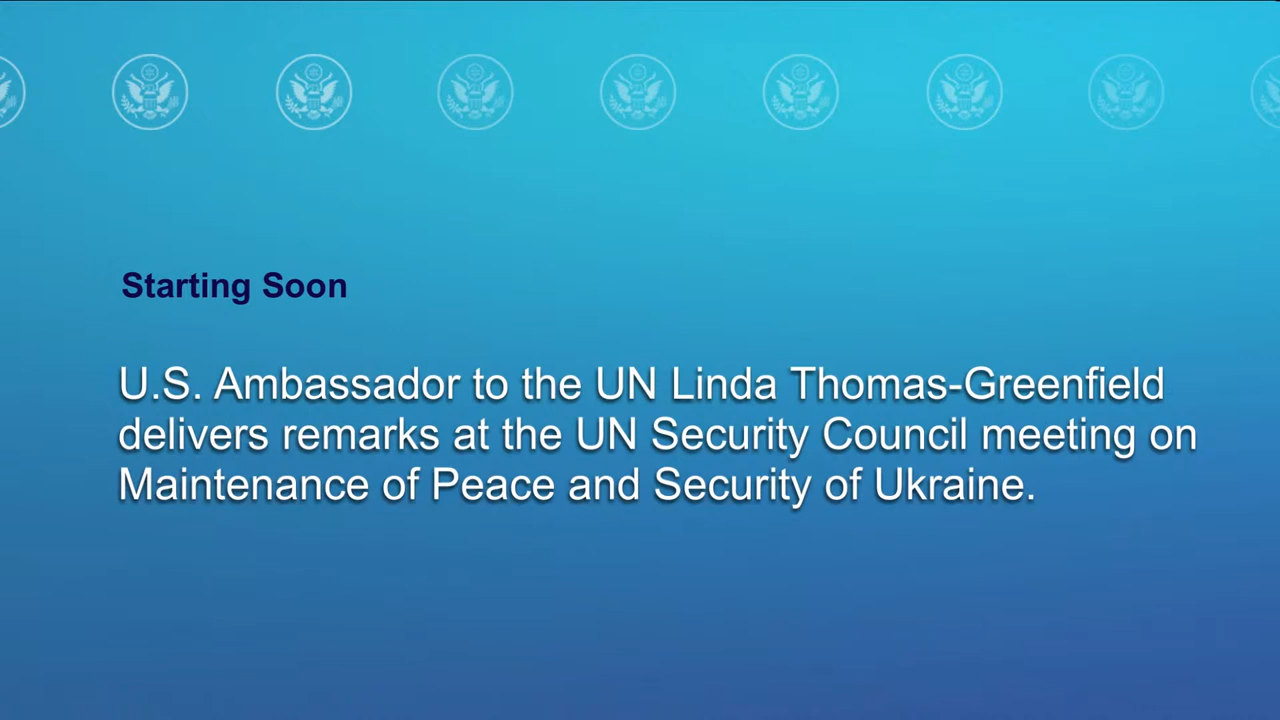 Starting Soon
U.S. Ambassador to the UN Linda Thomas-Greenfield
delivers remarks at the UN Security Council meeting on
Maintenance of Peace and Security of Ukraine.